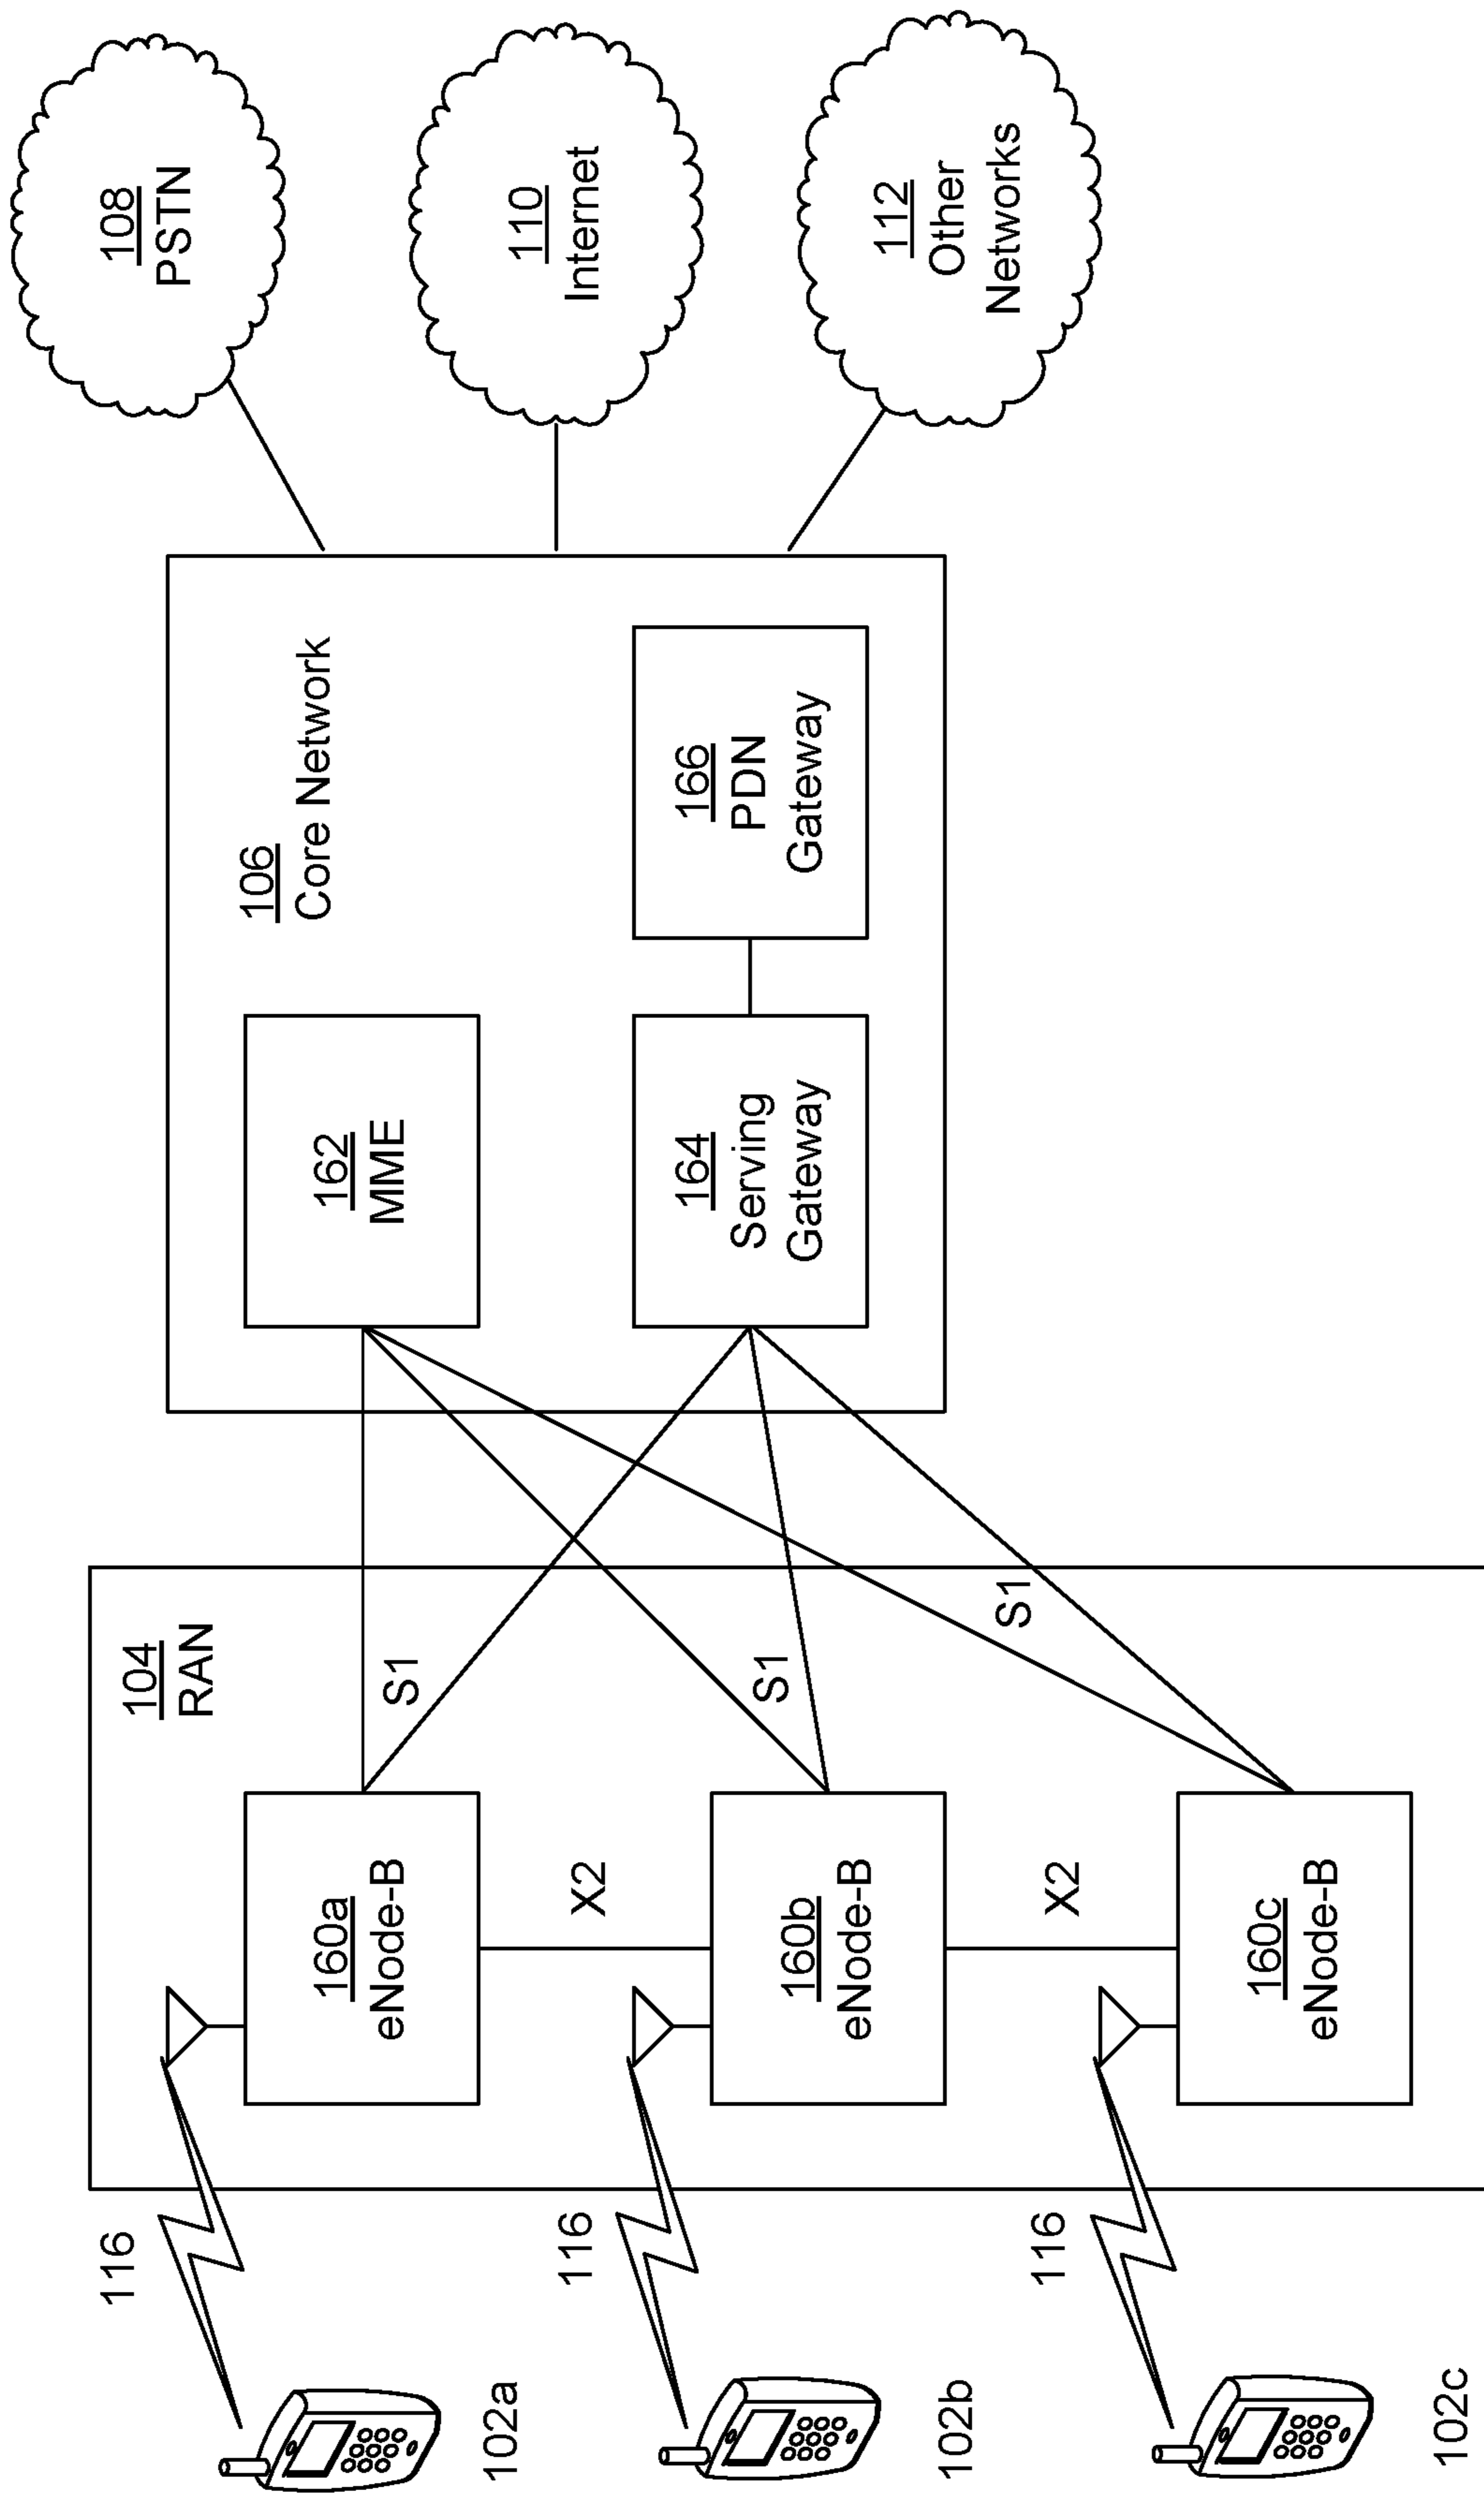 116
102a
116
102b
116
102c
104
RAN
160a
eNode-B
X2
160b
eNode-B
X2
160c
eNode-B
S1
S1
S1
106
Core Network
162
MME
164
Serving
Gateway
166
PDN
Gateway
108
PSTN
110
Internet
112
Other
Networks